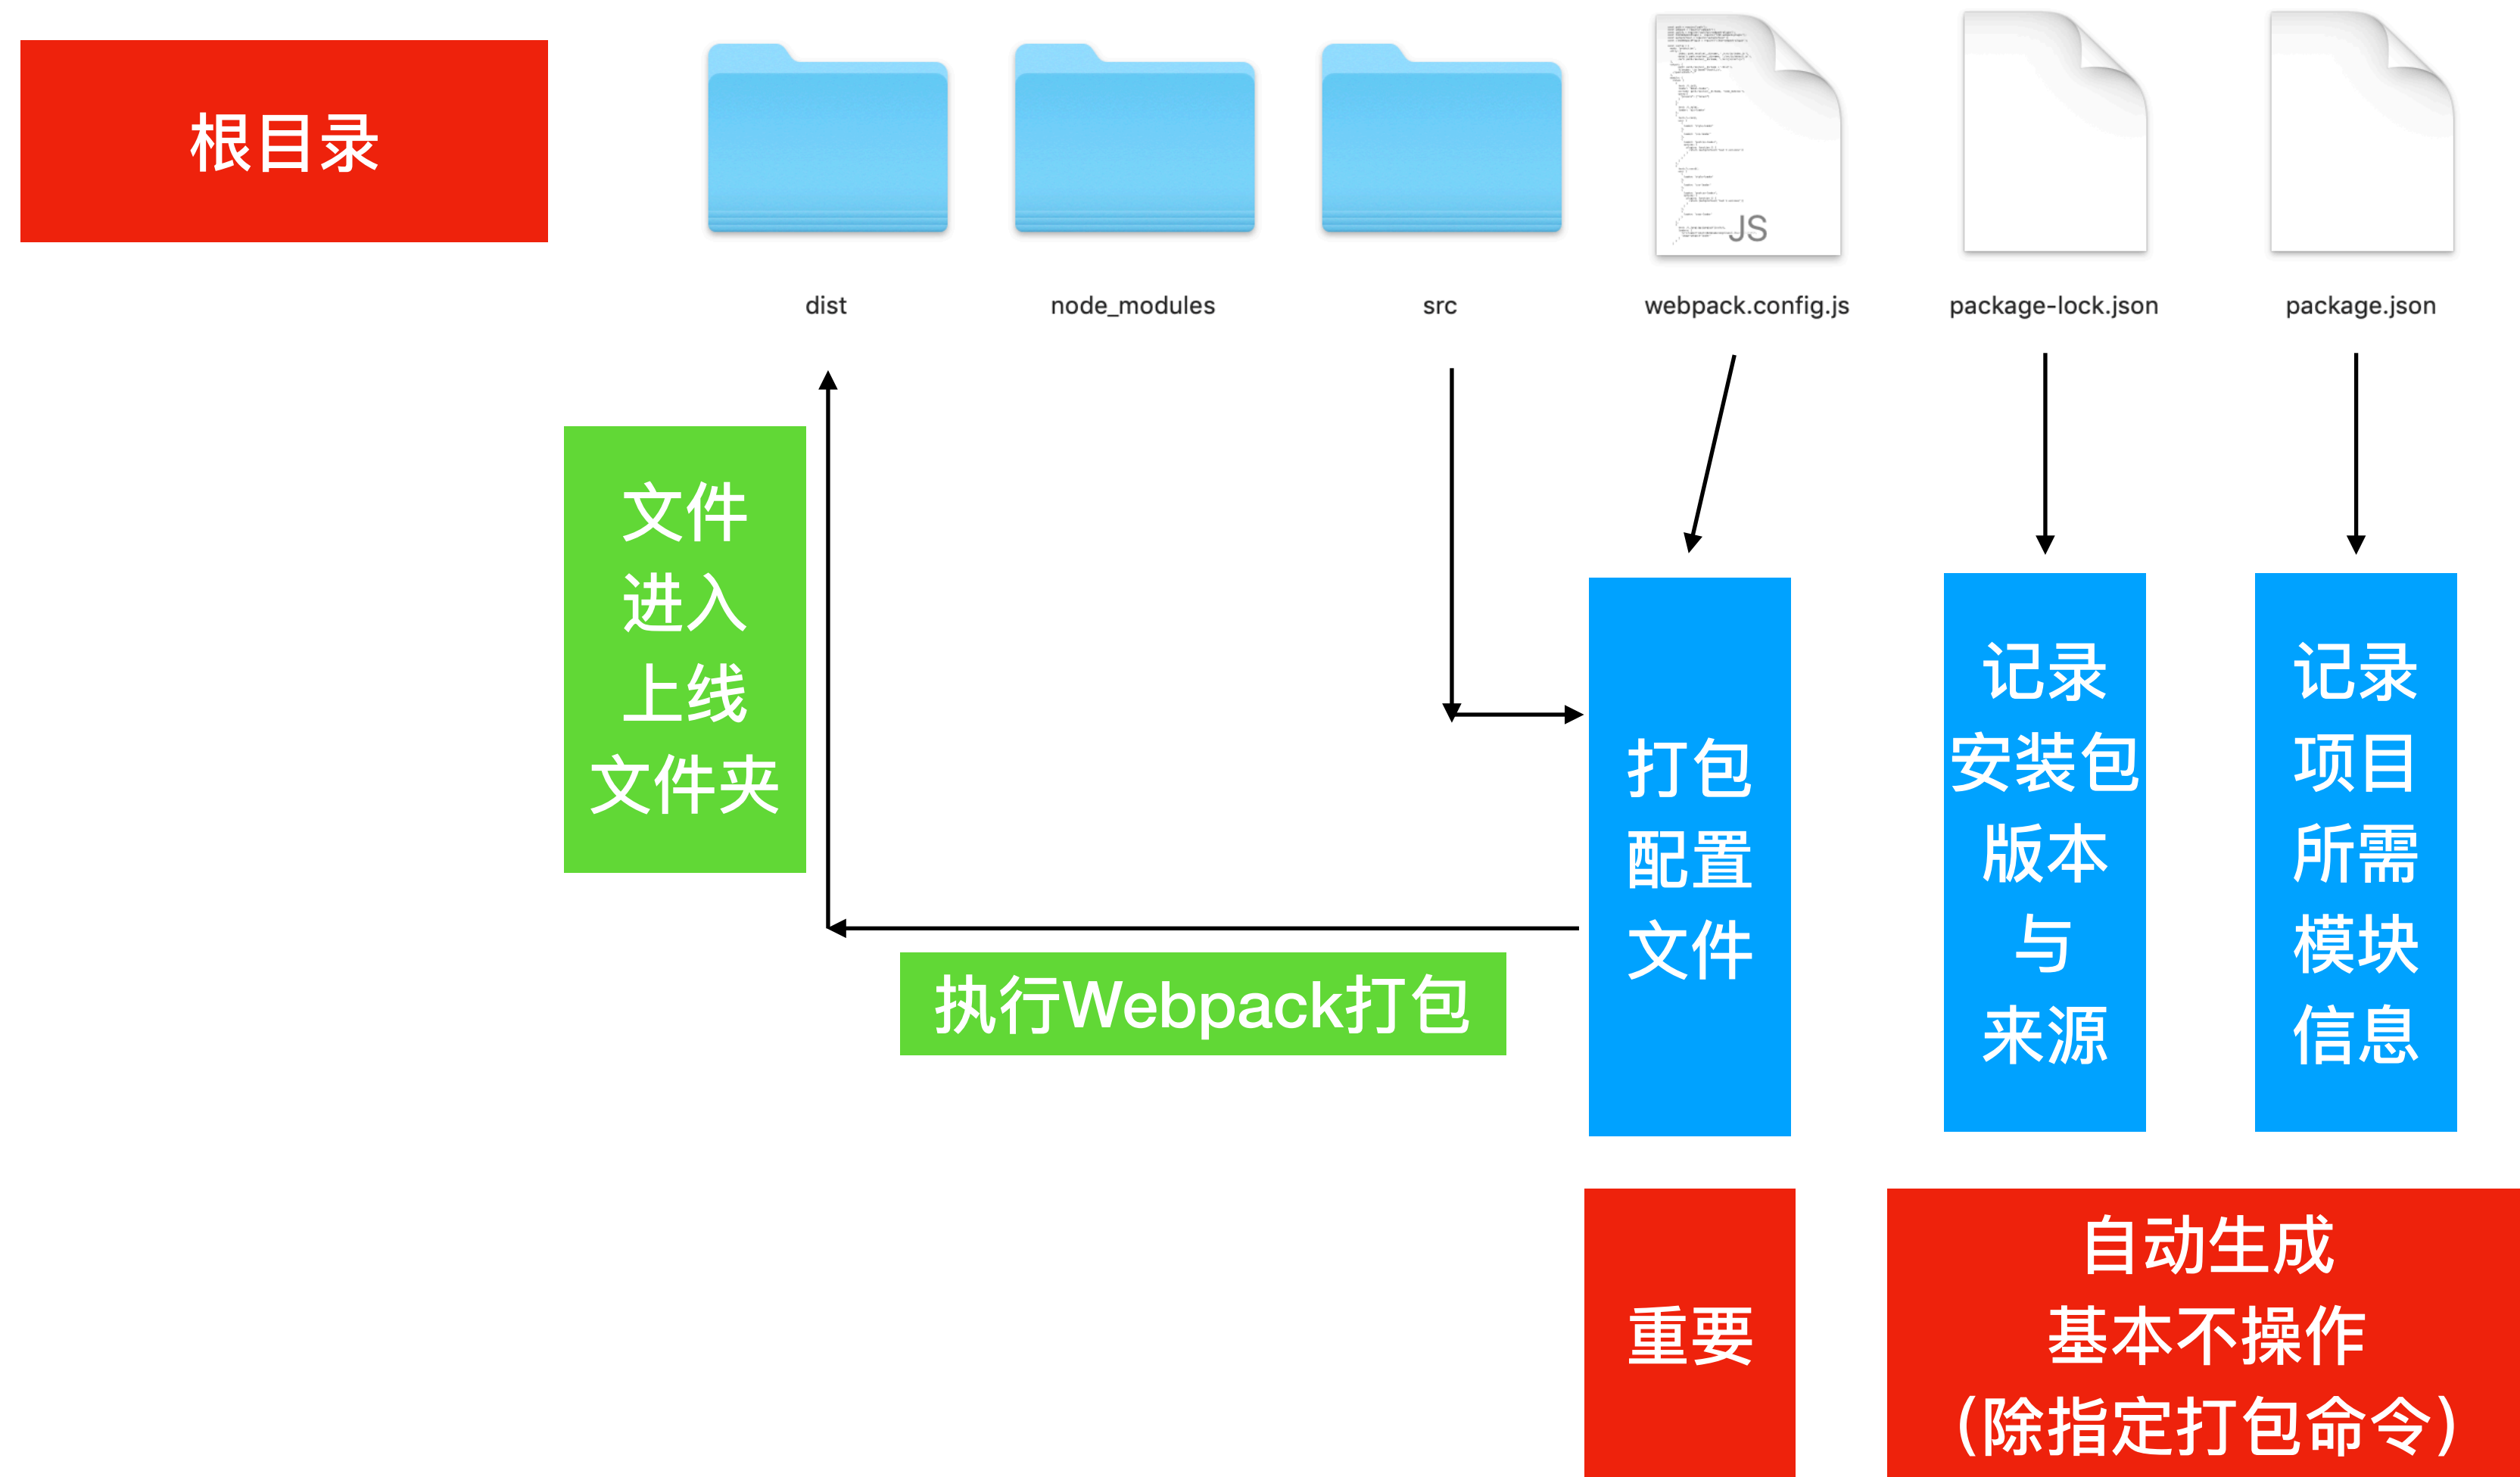 根目录
JS
dist
node_modules
src
webpack.config.js
package-lock.json
package.json
文件
进入
上线
文件夹
执行Webpack打包
打包
配置
文件
记录
安装包
版本
与
来源
记录
项目
所需
模块
信息
重要
自动生成
基本不操作
（除指定打包命令）